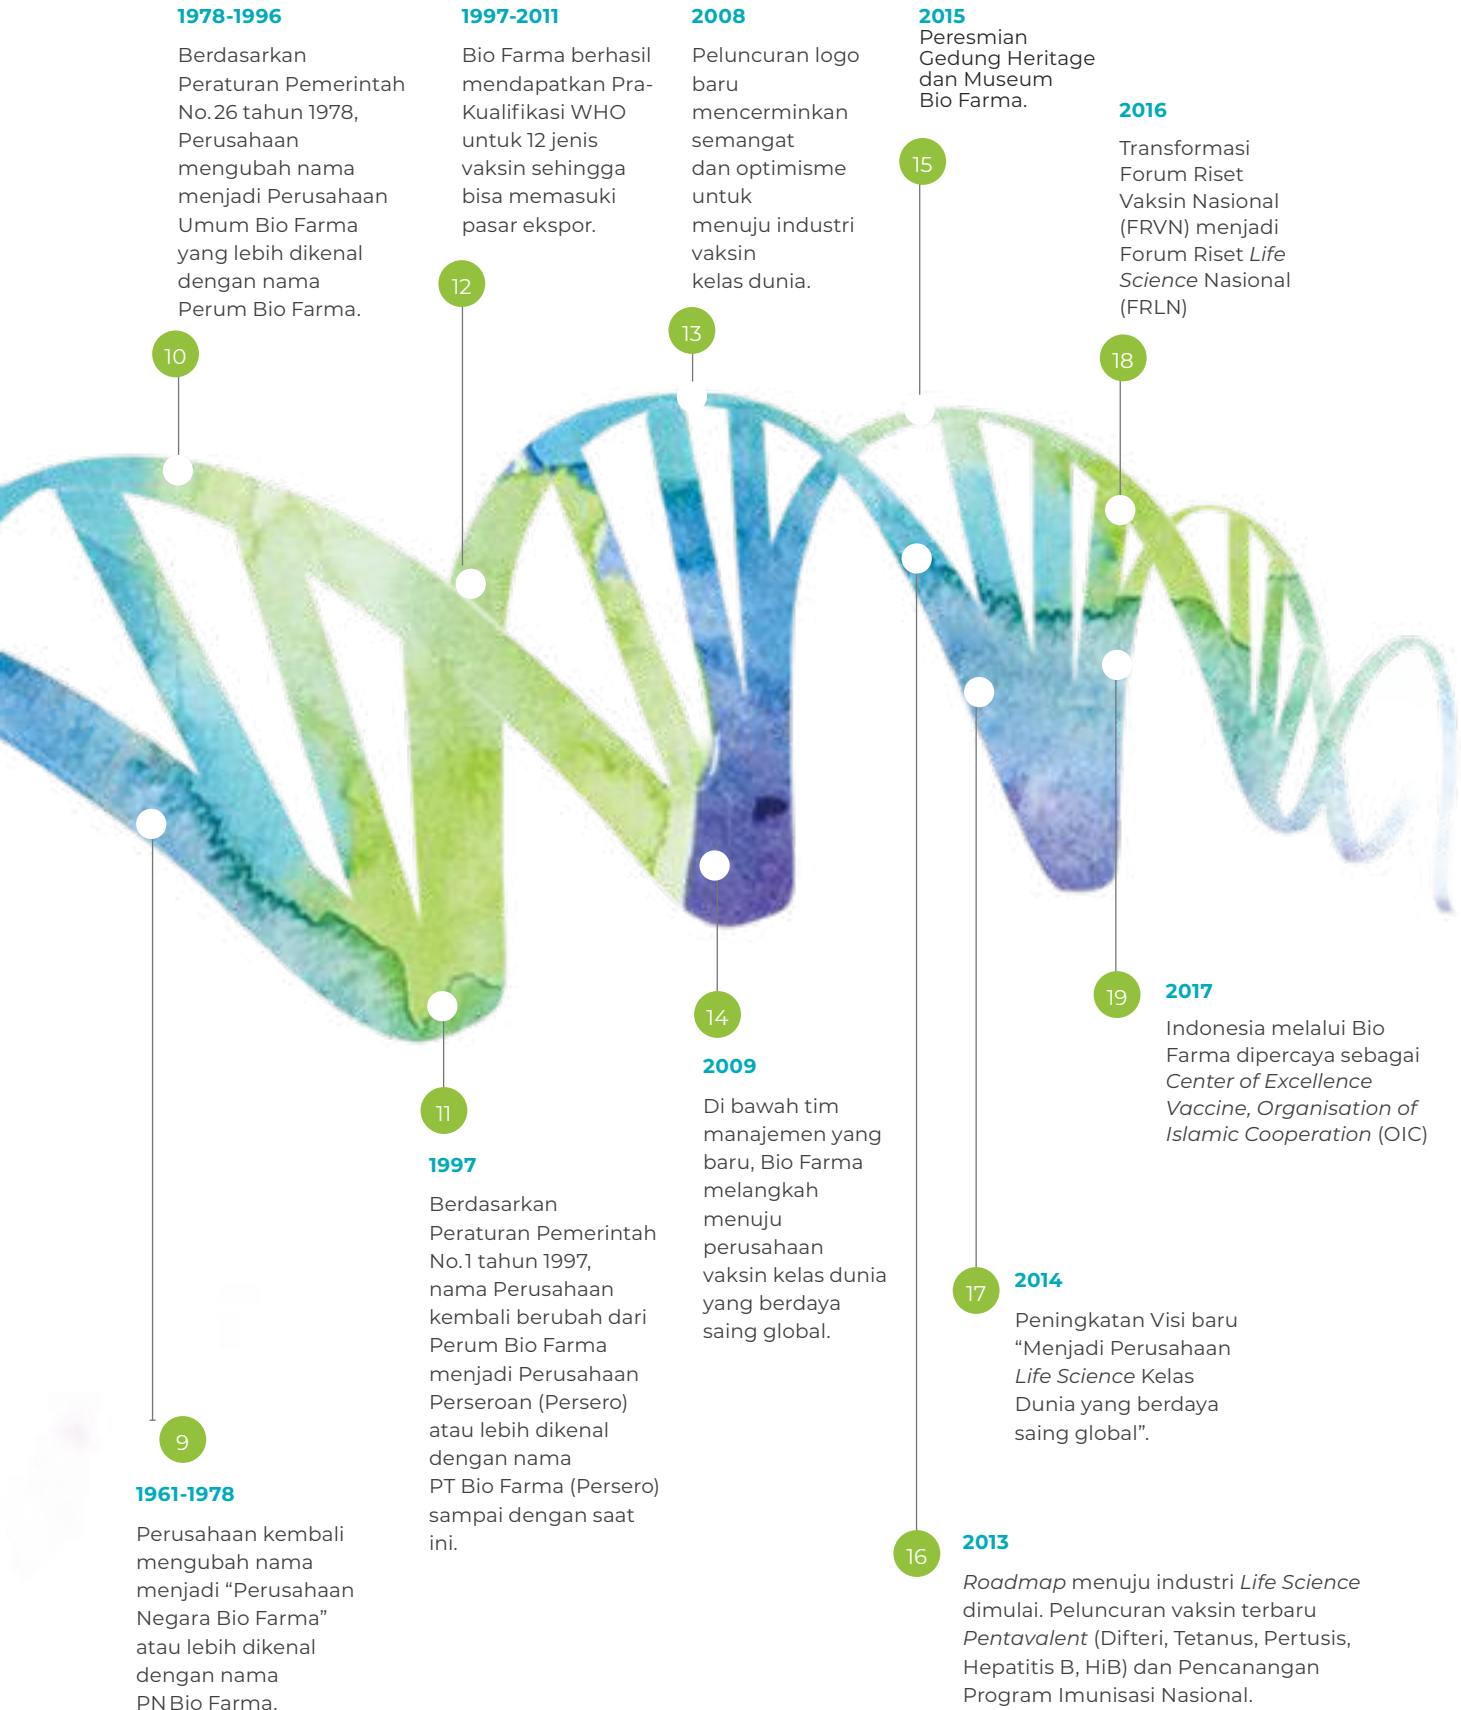 1978-1996
Berdasarkan
Peraturan Pemerintah
No. 26 tahun 1978,
Perusahaan
mengubah nama
menjadi Perusahaan
Umum Bio Farma
yang lebih dikenal
dengan nama
Perum Bio Farma.
10
1997-2011
Bio Farma berhasil
mendapatkan Pra-
Kualifikasi WHO
untuk 12 jenis
vaksin sehingga
bisa memasuki
pasar ekspor.
12
2008
Peluncuran logo
baru
mencerminkan
semangat
dan optimisme
untuk
menuju industri
vaksin
kelas dunia.
13
2015
Peresmian
Gedung Heritage
dan Museum
Bio Farma.
15
2016
Transformasi
Forum Riset
Vaksin Nasional
(FRVN) menjadi
Forum Riset Life
Science Nasional
(FRLN)
18
9
1961-1978
Perusahaan kembali
mengubah nama
menjadi “Perusahaan
Negara Bio Farma”
atau lebih dikenal
dengan nama
PN Bio Farma.
11
1997
Berdasarkan
Peraturan Pemerintah
No. 1 tahun 1997,
nama Perusahaan
kembali berubah dari
Perum Bio Farma
menjadi Perusahaan
Perseroan (Persero)
atau lebih dikenal
dengan nama
PT Bio Farma (Persero)
sampai dengan saat
ini.
14
2009
Di bawah tim
manajemen yang
baru, Bio Farma
melangkah
menuju
perusahaan
vaksin kelas dunia
yang berdaya
saing global.
19
2017
Indonesia melalui Bio
Farma dipercaya sebagai
Center of Excellence
Vaccine, Organisation of
Islamic Cooperation (OIC)
17
2014
Peningkatan Visi baru
“Menjadi Perusahaan
Life Science Kelas
Dunia yang berdaya
saing global”.
16
2013
Roadmap menuju industri Life Science
dimulai. Peluncuran vaksin terbaru
Pentavalent (Difteri, Tetanus, Pertusis,
Hepatitis B, HiB) dan Pencanangan
Program Imunisasi Nasional.